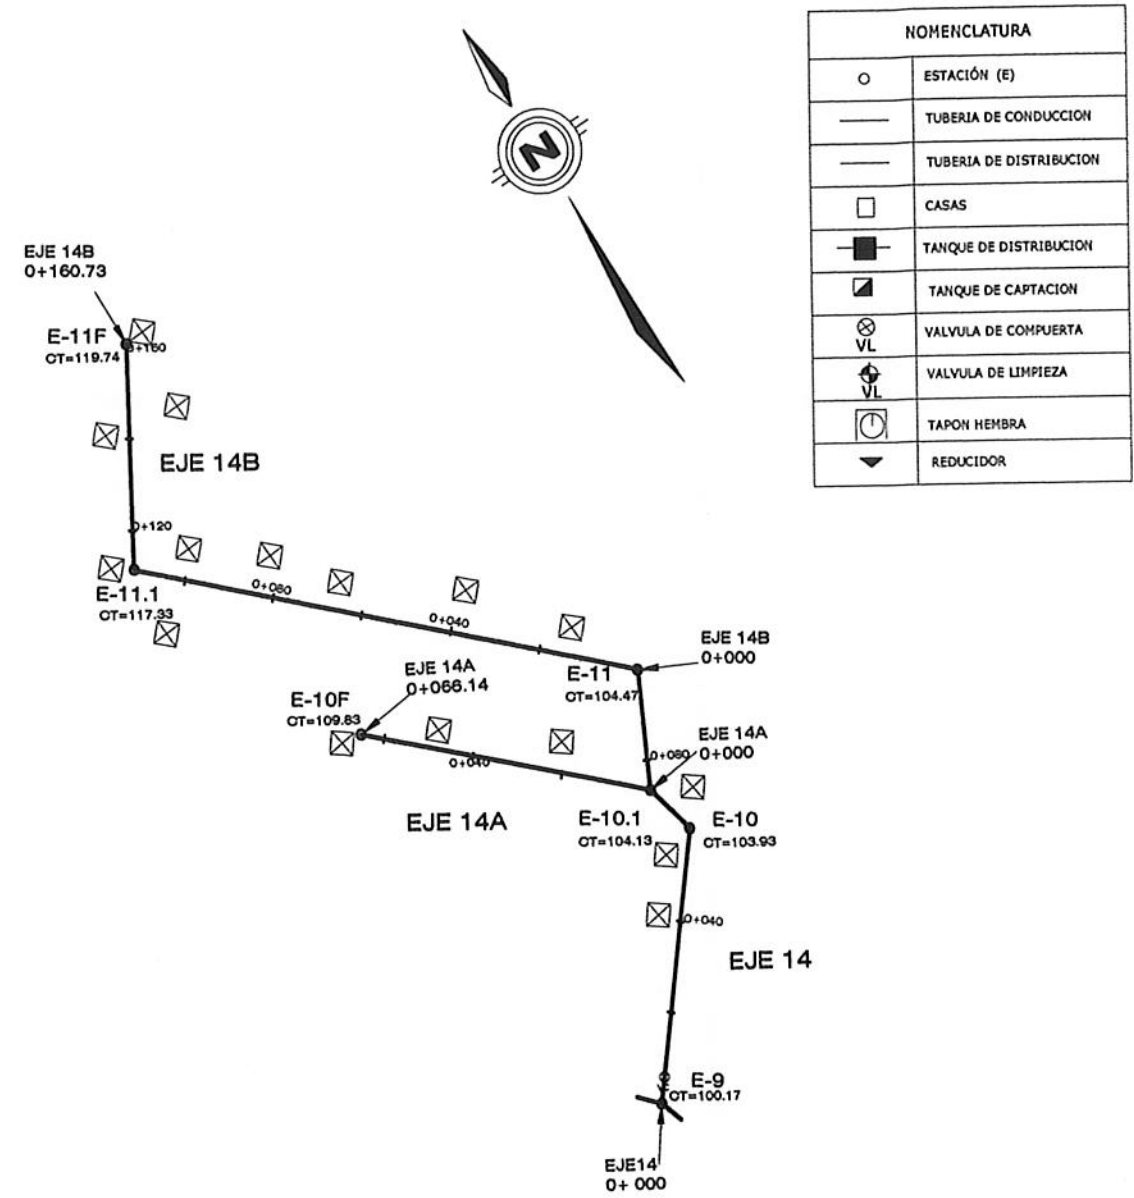 NOMENCLATURA
ESTACIÓN (E)
TUBERIA DE CONDUCCION
TUBERIA DE DISTRIBUCION
CASAS
TANQUE DE DISTRIBUCION
TANQUE DE CAPTACION
VL
VALVULA DE COMPUERTA
VL
VALVULA DE LIMPIEZA
TAPON HEMBRA
REDUCIDOR
N
EJE 14B
0+160.73
E-11F
CT=119.74
0+160
EJE 14B
0+120
E-11.1
CT=117.33
0+080
0+040
E-11
CT=104.47
EJE 14B
0+000
EJE 14A
0+066.14
E-10F
CT=109.83
0+040
EJE 14A
EJE 14A
0+000
0+080
E-10.1
CT=104.13
E-10
CT=103.93
0+040
EJE 14
E-9
CT=100.17
EJE14
0+ 000